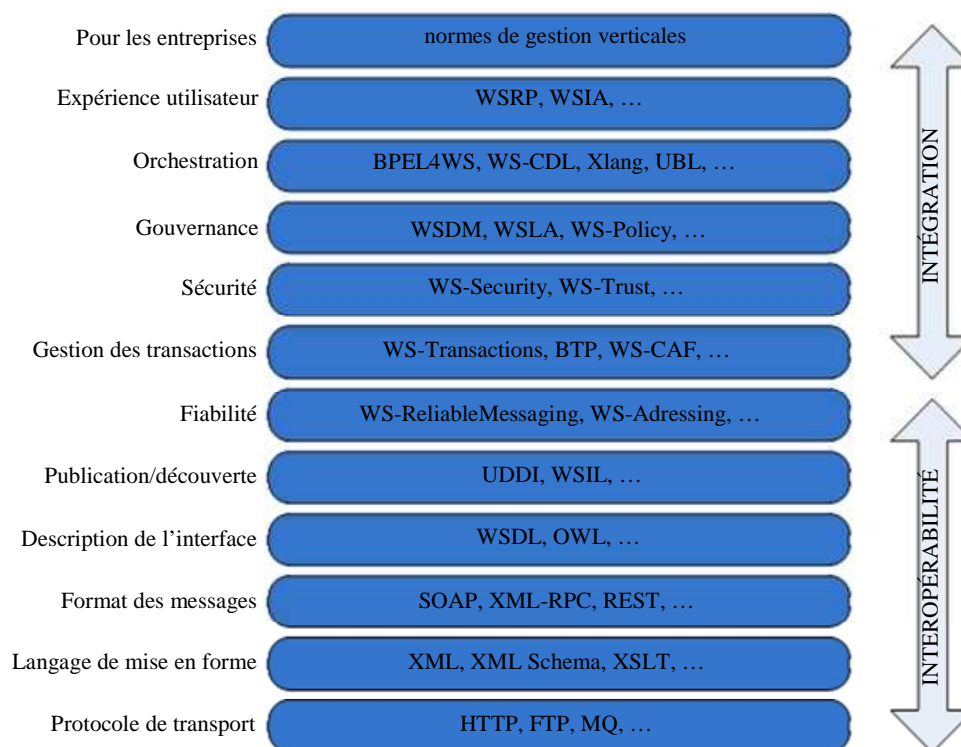 Pour les entreprises
normes de gestion verticales
Expérience utilisateur
WSRP, WSIA, …
Orchestration
BPEL4WS, WS-CDL, Xlang, UBL, …
Gouvernance
WSDM, WSLA, WS-Policy, …
Sécurité
WS-Security, WS-Trust, …
Gestion des transactions
WS-Transactions, BTP, WS-CAF, …
INTÉGRATION
Fiabilité
WS-ReliableMessaging, WS-Adressing, …
Publication/découverte
UDDI, WSIL, …
Description de l’interface
WSDL, OWL, …
Format des messages
SOAP, XML-RPC, REST, …
Langage de mise en forme
XML, XML Schema, XSLT, …
Protocole de transport
HTTP, FTP, MQ, …
INTEROPÉRABILITÉ